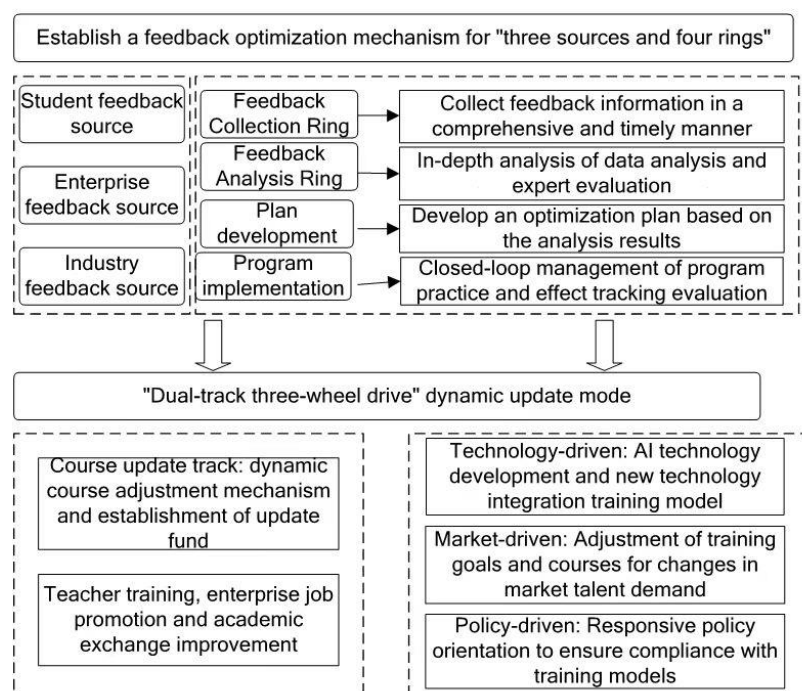 Establish a feedback optimization mechanism for "three sources and four rings"
Student feedback
source
Enterprise
feedback source
Industry
feedback source
Feedback
Collection Ring
Collect feedback information in a
comprehensive and timely manner
Feedback
Analysis Ring
In-depth analysis of data analysis and
expert evaluation
Plan
development
Develop an optimization plan based on
the analysis results
Program
implementation
Closed-loop management of program
practice and effect tracking evaluation
"Dual-track three-wheel drive" dynamic update mode
Course update track: dynamic
course adjustment mechanism
and establishment of update
fund
Teacher training, enterprise job
promotion and academic
exchange improvement
Technology-driven: AI technology
development and new technology
integration training model
Market-driven: Adjustment of training
goals and courses for changes in
market talent demand
Policy-driven: Responsive policy
orientation to ensure compliance with
training models